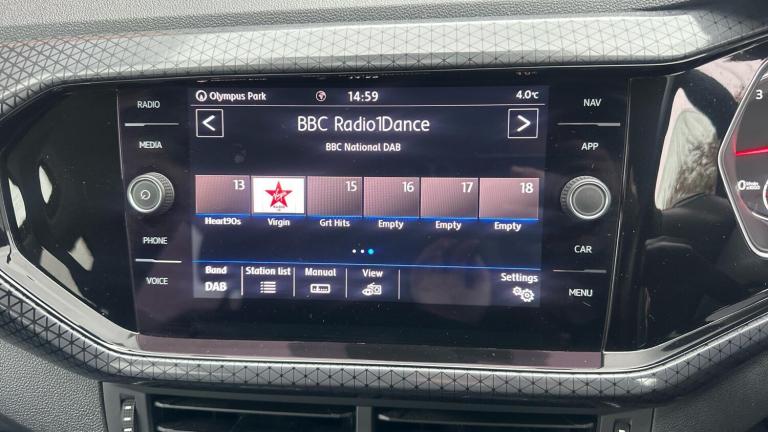 RADIO
MEDIA
PHONE
VOICE
Olympus Park 14:59 4.0°C
BBC Radio1Dance
BBC National DAB
13 15 16 17 18
Heart90s Virgin Grt Hits Empty Empty Empty
Band Station list Manual View Settings
DAB
NAV
APP
CAR
MENU
3
0